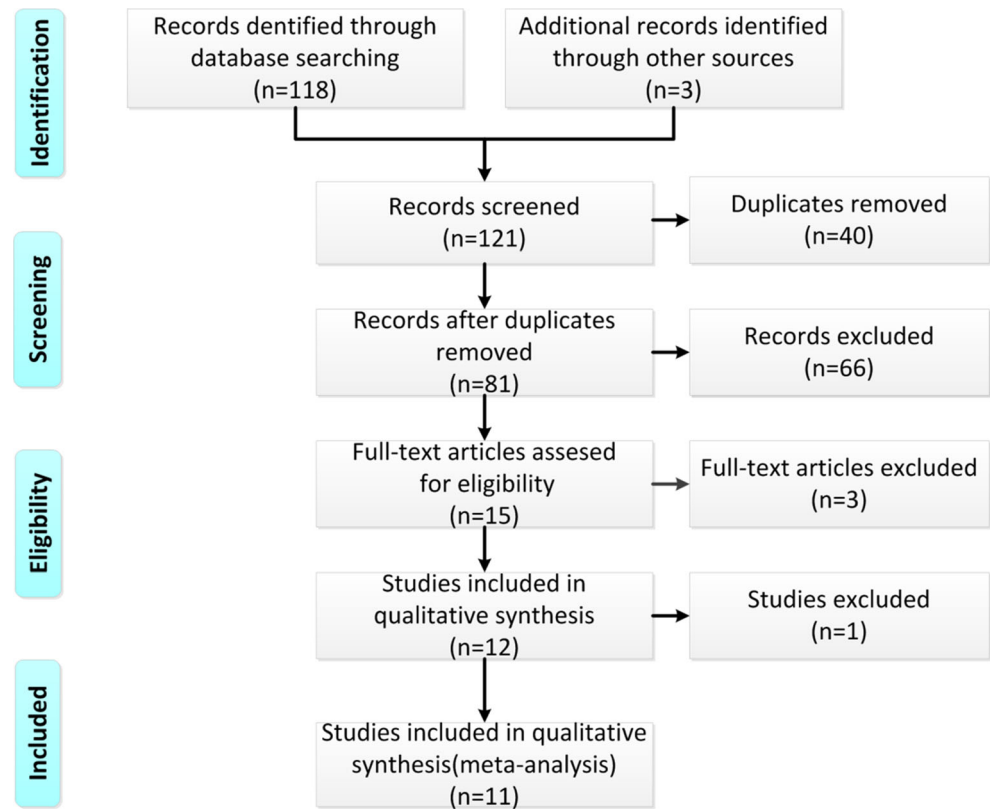 Identification
Records dentified through
database searching
(n=118)
Additional records identified
through other sources
(n=3)
Records screened
(n=121)
Duplicates removed
(n=40)
Screening
Records after duplicates
removed
(n=81)
Records excluded
(n=66)
Eligibility
Full-text articles assesed
for eligibility
(n=15)
Full-text articles excluded
(n=3)
Studies included in
qualitative synthesis
(n=12)
Studies excluded
(n=1)
Included
Studies included in qualitative
synthesis(meta-analysis)
(n=11)